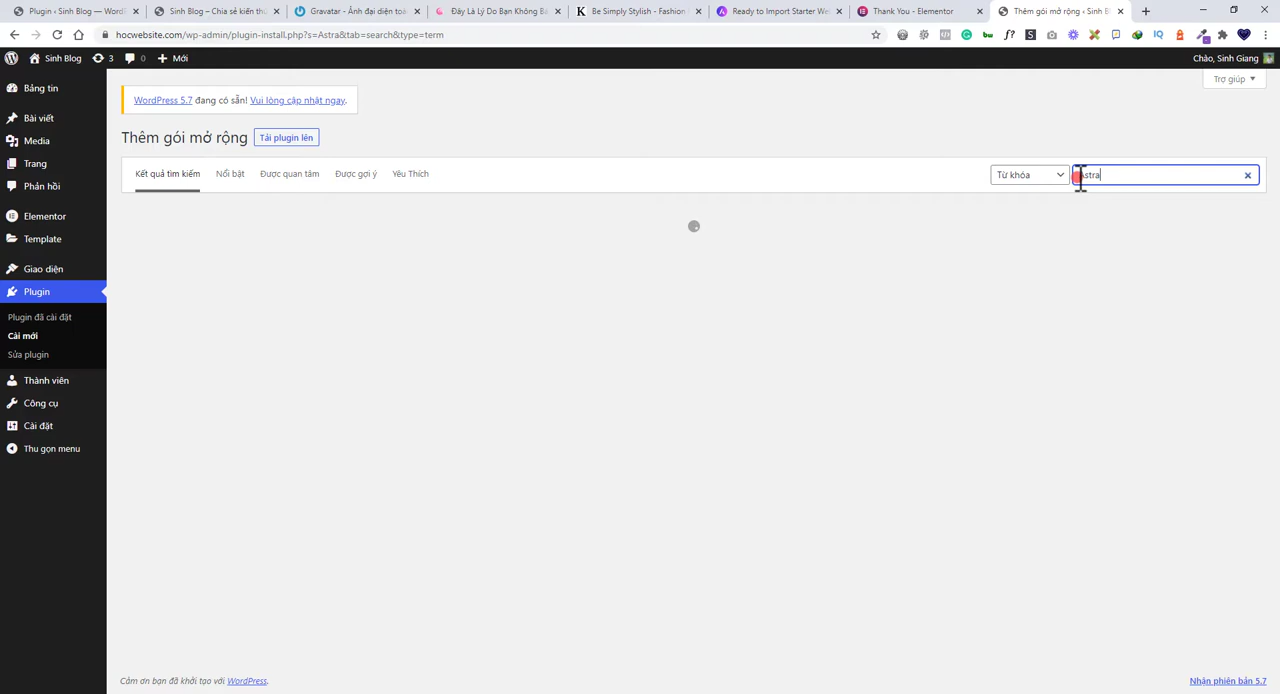 Plugin ‹ Sinh Blog — WordP
Sinh Blog – Chia sẻ kiến thứ
Gravatar - Ảnh đại diện toà
Đây Là Lý Do Bạn Không Bá
Be Simply Stylish - Fashion
Ready to Import Starter We
Thank You - Elementor
Thêm gói mở rộng ‹ Sinh B
hocwebsite.com/wp-admin/plugin-install.php?s=Astra&tab=search&type=term
Sinh Blog
3
0
Mới
Chào, Sinh Giang
Trợ giúp
WordPress 5.7 đang có sẵn! Vui lòng cập nhật ngay.
Thêm gói mở rộng
Tải plugin lên
Kết quả tìm kiếm
Nổi bật
Được quan tâm
Được gợi ý
Yêu Thích
Từ khóa
Astra
Bảng tin
Bài viết
Media
Trang
Phản hồi
Elementor
Template
Giao diện
Plugin
Plugin đã cài đặt
Cài mới
Sửa plugin
Thành viên
Công cụ
Cài đặt
Thu gọn menu
Cảm ơn bạn đã khởi tạo với WordPress.
Nhận phiên bản 5.7